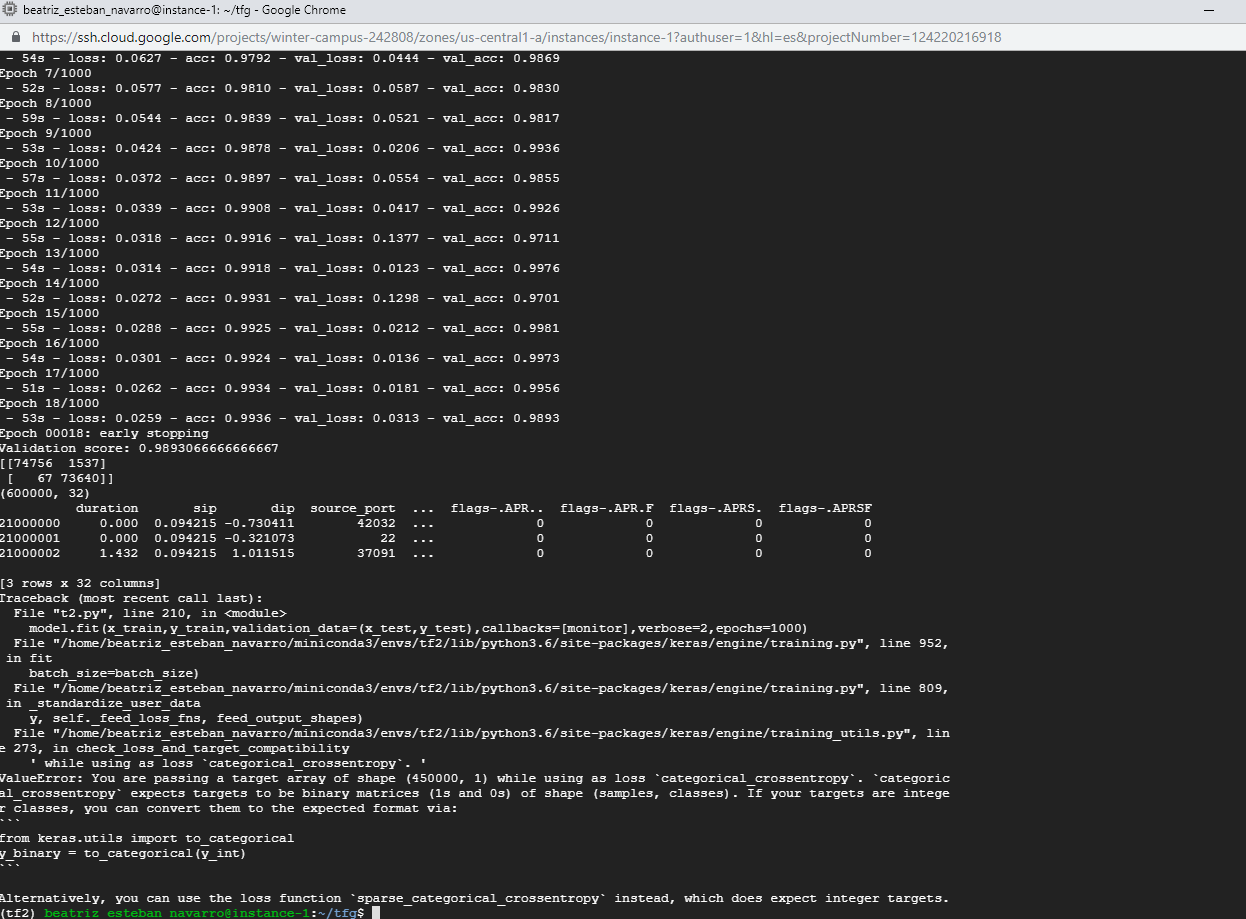 beatriz_esteban_navarro@instance-1: ~/tfg - Google Chrome
https://ssh.cloud.google.com/projects/winter-campus-242808/zones/us-central1-a/instances/instance-1?authuser=1&hl=es&projectNumber=124220216918
- 54s - loss: 0.0627 - acc: 0.9792 - val_loss: 0.0444 - val_acc: 0.9869
Epoch 7/1000
- 52s - loss: 0.0577 - acc: 0.9810 - val_loss: 0.0587 - val_acc: 0.9830
Epoch 8/1000
- 59s - loss: 0.0544 - acc: 0.9839 - val_loss: 0.0521 - val_acc: 0.9817
Epoch 9/1000
- 53s - loss: 0.0424 - acc: 0.9878 - val_loss: 0.0206 - val_acc: 0.9936
Epoch 10/1000
- 57s - loss: 0.0372 - acc: 0.9897 - val_loss: 0.0554 - val_acc: 0.9855
Epoch 11/1000
- 53s - loss: 0.0339 - acc: 0.9908 - val_loss: 0.0417 - val_acc: 0.9926
Epoch 12/1000
- 55s - loss: 0.0318 - acc: 0.9916 - val_loss: 0.1377 - val_acc: 0.9711
Epoch 13/1000
- 54s - loss: 0.0314 - acc: 0.9918 - val_loss: 0.0123 - val_acc: 0.9976
Epoch 14/1000
- 52s - loss: 0.0272 - acc: 0.9931 - val_loss: 0.1298 - val_acc: 0.9701
Epoch 15/1000
- 55s - loss: 0.0288 - acc: 0.9925 - val_loss: 0.0212 - val_acc: 0.9981
Epoch 16/1000
- 54s - loss: 0.0301 - acc: 0.9924 - val_loss: 0.0136 - val_acc: 0.9973
Epoch 17/1000
- 51s - loss: 0.0262 - acc: 0.9934 - val_loss: 0.0181 - val_acc: 0.9956
Epoch 18/1000
- 53s - loss: 0.0259 - acc: 0.9936 - val_loss: 0.0313 - val_acc: 0.9893
Epoch 00018: early stopping
Validation score: 0.9893066666666667
[[74756 1537]
[ 67 73640]]
(600000, 32)
duration sip dip source_port ... flags-.APR.. flags-.APR.F flags-.APRS. flags-.APRSF
21000000 0.000 0.094215 -0.730411 42032 ... 0 0 0 0
21000001 0.000 0.094215 -0.321073 22 ... 0 0 0 0
21000002 1.432 0.094215 1.011515 37091 ... 0 0 0 0
[3 rows x 32 columns]
Traceback (most recent call last):
File "t2.py", line 210, in <module>
model.fit(x_train,y_train,validation_data=(x_test,y_test),callbacks=[monitor],verbose=2,epochs=1000)
File "/home/beatriz_esteban_navarro/miniconda3/envs/tf2/lib/python3.6/site-packages/keras/engine/training.py", line 952,
in fit
batch_size=batch_size)
File "/home/beatriz_esteban_navarro/miniconda3/envs/tf2/lib/python3.6/site-packages/keras/engine/training.py", line 809,
in _standardize_user_data
y, self._feed_loss_fns, feed_output_shapes)
File "/home/beatriz_esteban_navarro/miniconda3/envs/tf2/lib/python3.6/site-packages/keras/engine/training_utils.py", lin
e 273, in check_loss_and_target_compatibility
' while using as loss `categorical_crossentropy`. '
ValueError: You are passing a target array of shape (450000, 1) while using as loss `categorical_crossentropy`. `categoric
al_crossentropy` expects targets to be binary matrices (1s and 0s) of shape (samples, classes). If your targets are intege
r classes, you can convert them to the expected format via:
```
from keras.utils import to_categorical
y_binary = to_categorical(y_int)
```
Alternatively, you can use the loss function `sparse_categorical_crossentropy` instead, which does expect integer targets.
(tf2) beatriz_esteban_navarro@instance-1:~/tfg$